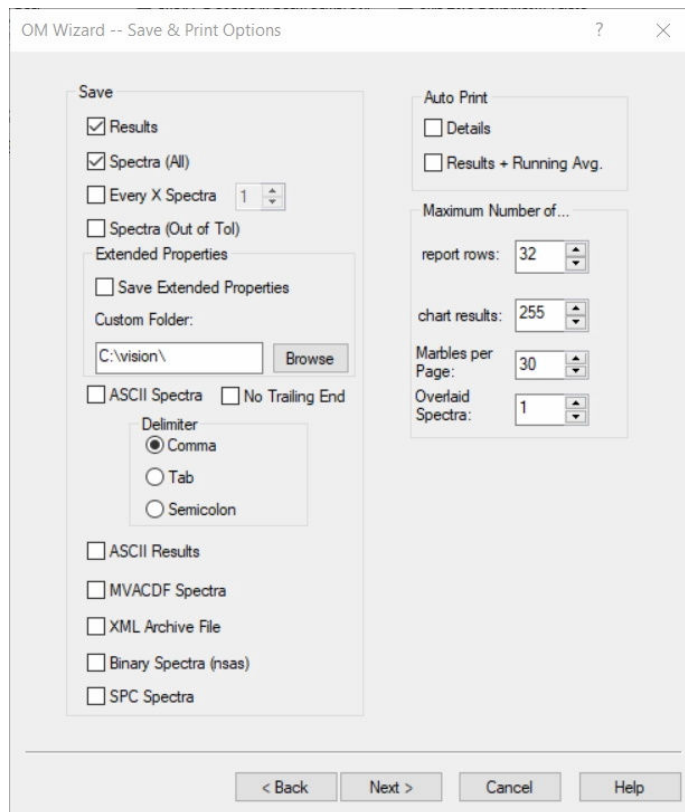 OM Wizard -- Save & Print Options
?
Save
Results
Spectra (All)
Every X Spectra 1
Spectra (Out of Tol)
Extended Properties
Save Extended Properties
Custom Folder:
C:\vision\ Browse
ASCII Spectra No Trailing End
Delimiter
Comma
Tab
Semicolon
ASCII Results
MVACDF Spectra
XML Archive File
Binary Spectra (nsas)
SPC Spectra
Auto Print
Details
Results + Running Avg.
Maximum Number of...
report rows: 32
chart results: 255
Marbles per
Page: 30
Overlaid
Spectra: 1
< Back Next > Cancel Help